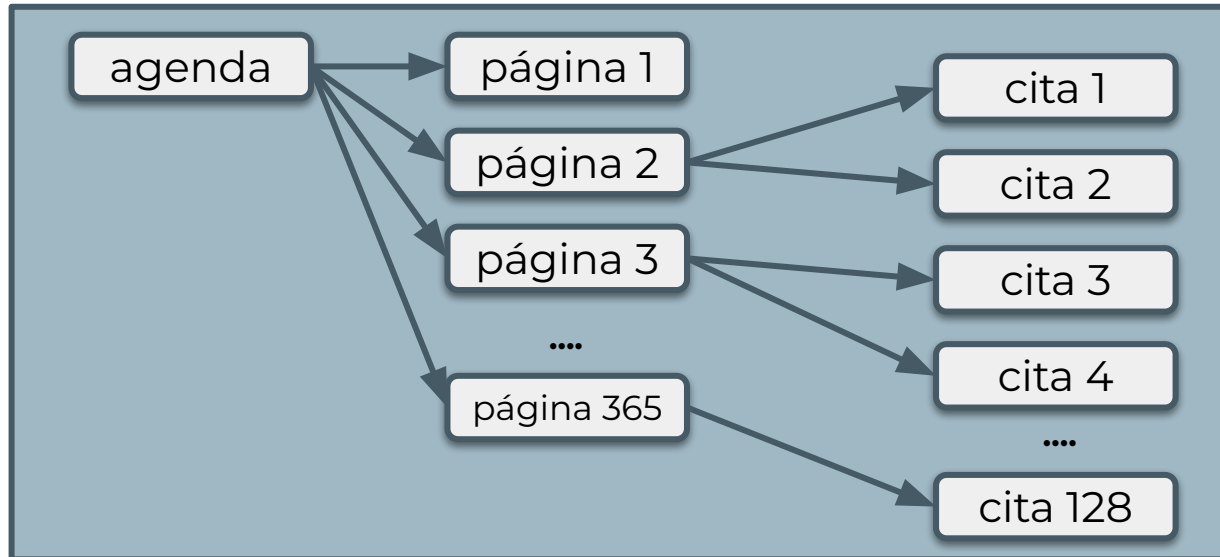 agenda
página 1
página 2
página 3
....
página 365
cita 1
cita 2
cita 3
cita 4
....
cita 128